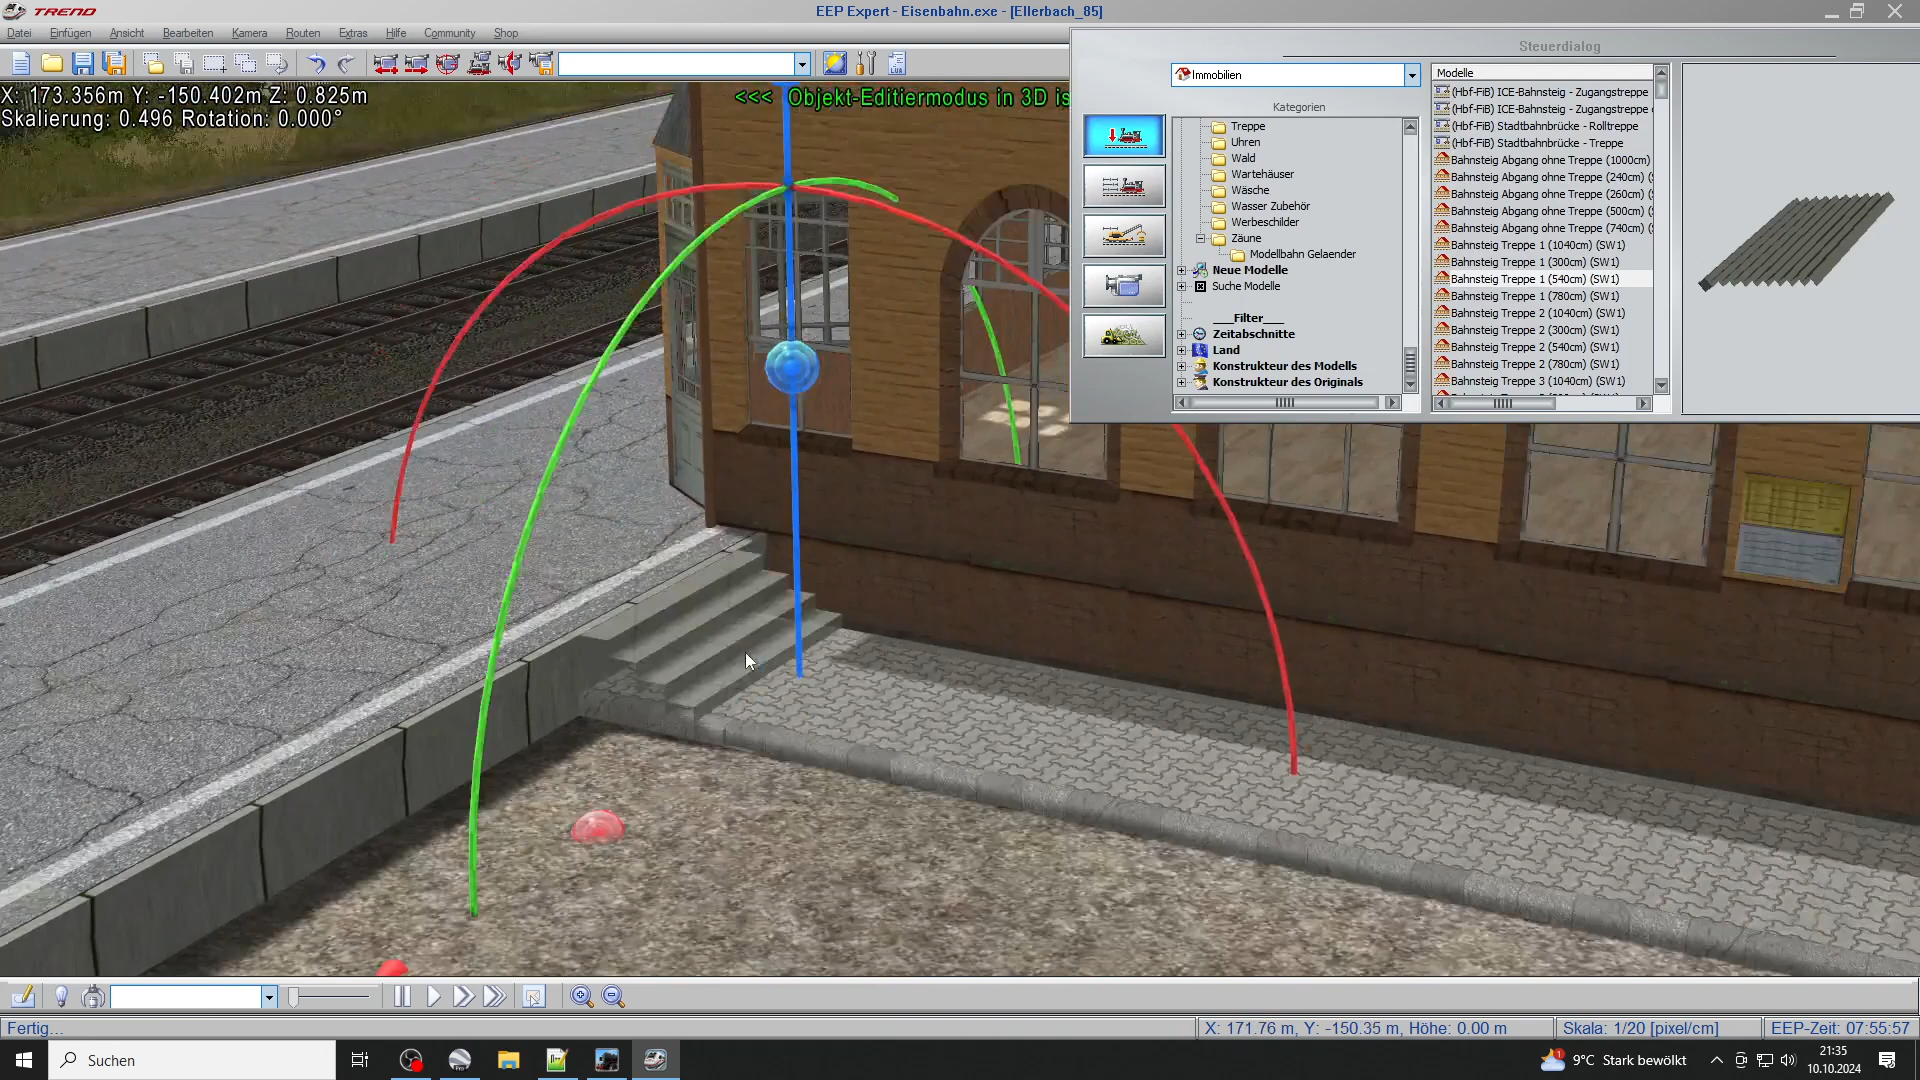 TREND
EEP Expert - Eisenbahn.exe - [Ellerbach_85]
Datei Einfügen Ansicht Bearbeiten Kamera Routen Extras Hilfe Community Shop
LUA
X: 173.356m Y: -150.402m Z: 0.825m
Skalierung: 0.496 Rotation: 0.000°
<<< Objekt-Editiermodus in 3D is
Steuerdialog
Immobilien
Kategorien
Treppe
Uhren
Wald
Wartehäuser
Wäsche
Wasser Zubehör
Werbeschilder
Zäune
Modellbahn Gelaender
Neue Modelle
Suche Modelle
___Filter___
Zeitabschnitte
Land
Konstrukteur des Modells
Konstrukteur des Originals
Modelle
(Hbf-FiB) ICE-Bahnsteig - Zugangstreppe
(Hbf-FiB) ICE-Bahnsteig - Zugangstreppe
(Hbf-FiB) Stadtbahnbrücke - Rolltreppe
(Hbf-FiB) Stadtbahnbrücke - Treppe
Bahnsteig Abgang ohne Treppe (1000cm)
Bahnsteig Abgang ohne Treppe (240cm) (
Bahnsteig Abgang ohne Treppe (260cm) (
Bahnsteig Abgang ohne Treppe (500cm) (
Bahnsteig Abgang ohne Treppe (740cm) (
Bahnsteig Treppe 1 (1040cm) (SW1)
Bahnsteig Treppe 1 (300cm) (SW1)
Bahnsteig Treppe 1 (540cm) (SW1)
Bahnsteig Treppe 1 (780cm) (SW1)
Bahnsteig Treppe 2 (1040cm) (SW1)
Bahnsteig Treppe 2 (300cm) (SW1)
Bahnsteig Treppe 2 (540cm) (SW1)
Bahnsteig Treppe 2 (780cm) (SW1)
Bahnsteig Treppe 3 (1040cm) (SW1)
Fertig...
X: 171.76 m, Y: -150.35 m, Höhe: 0.00 m
Skala: 1/20 [pixel/cm]
EEP-Zeit: 07:55:57
Suchen
9°C Stark bewölkt
21:35
10.10.2024